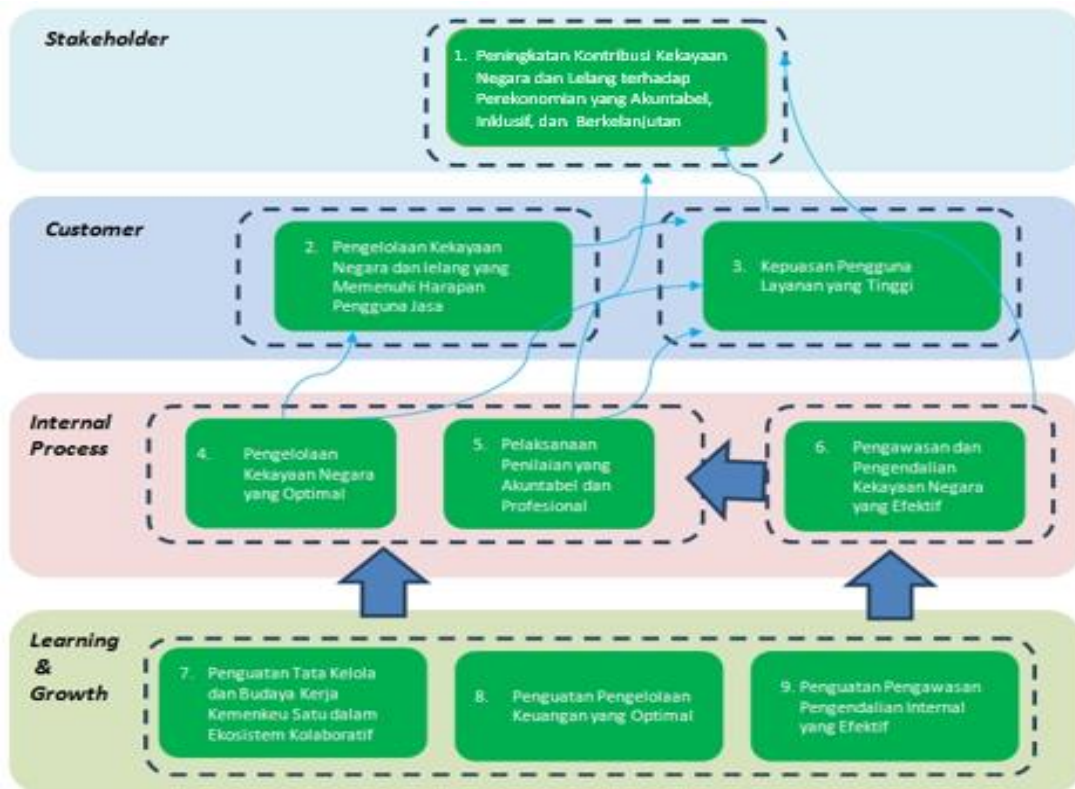 Stakeholder
1. Peningkatan Kontribusi Kekayaan
Negara dan Lelang terhadap
Perekonomian yang Akuntabel,
Inklusif, dan Berkelanjutan
Customer
2. Pengelolaan Kekayaan
Negara dan lelang yang
Memenuhi Harapan
Pengguna Jasa
3. Kepuasan Pengguna
Layanan yang Tinggi
Internal
Process
4. Pengelolaan
Kekayaan Negara
yang Optimal
5. Pelaksanaan
Penilaian yang
Akuntabel dan
Profesional
6. Pengawasan dan
Pengendalian
Kekayaan Negara
yang Efektif
Learning
&
Growth
7. Penguatan Tata Kelola
dan Budaya Kerja
Kemenkeu Satu dalam
Ekosistem Kolaboratif
8. Penguatan Pengelolaan
Keuangan yang Optimal
9. Penguatan Pengawasan
Pengendalian Internal
yang Efektif